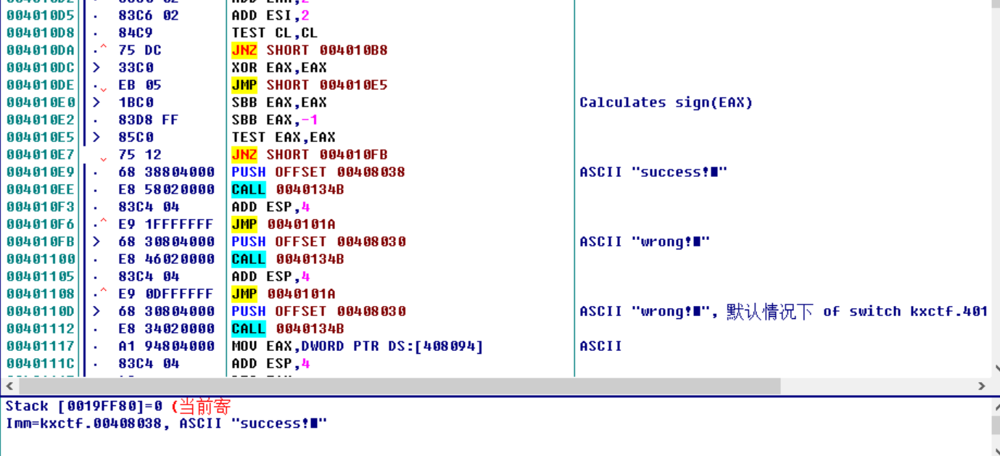 004010D5 · 83C6 02 ADD ESI,2
004010D8 · 84C9 TEST CL,CL
004010DA ·^ 75 DC JNZ SHORT 004010B8
004010DC > 33C0 XOR EAX,EAX
004010DE ·v EB 05 JMP SHORT 004010E5
004010E0 > 1BC0 SBB EAX,EAX Calculates sign(EAX)
004010E2 · 83D8 FF SBB EAX,-1
004010E5 > 85C0 TEST EAX,EAX
004010E7 v 75 12 JNZ SHORT 004010FB
004010E9 · 68 38804000 PUSH OFFSET 00408038 ASCII "success!■"
004010EE · E8 58020000 CALL 0040134B
004010F3 · 83C4 04 ADD ESP,4
004010F6 ·^ E9 1FFFFFFF JMP 0040101A
004010FB > 68 30804000 PUSH OFFSET 00408030 ASCII "wrong!■"
00401100 · E8 46020000 CALL 0040134B
00401105 · 83C4 04 ADD ESP,4
00401108 ·^ E9 0DFFFFFF JMP 0040101A
0040110D > 68 30804000 PUSH OFFSET 00408030 ASCII "wrong!■", 默认情况下 of switch kxctf.401
00401112 · E8 34020000 CALL 0040134B
00401117 · A1 94804000 MOV EAX,DWORD PTR DS:[408094] ASCII
0040111C · 83C4 04 ADD ESP,4
Stack [0019FF80]=0 (当前寄
Imm=kxctf.00408038, ASCII "success!■"